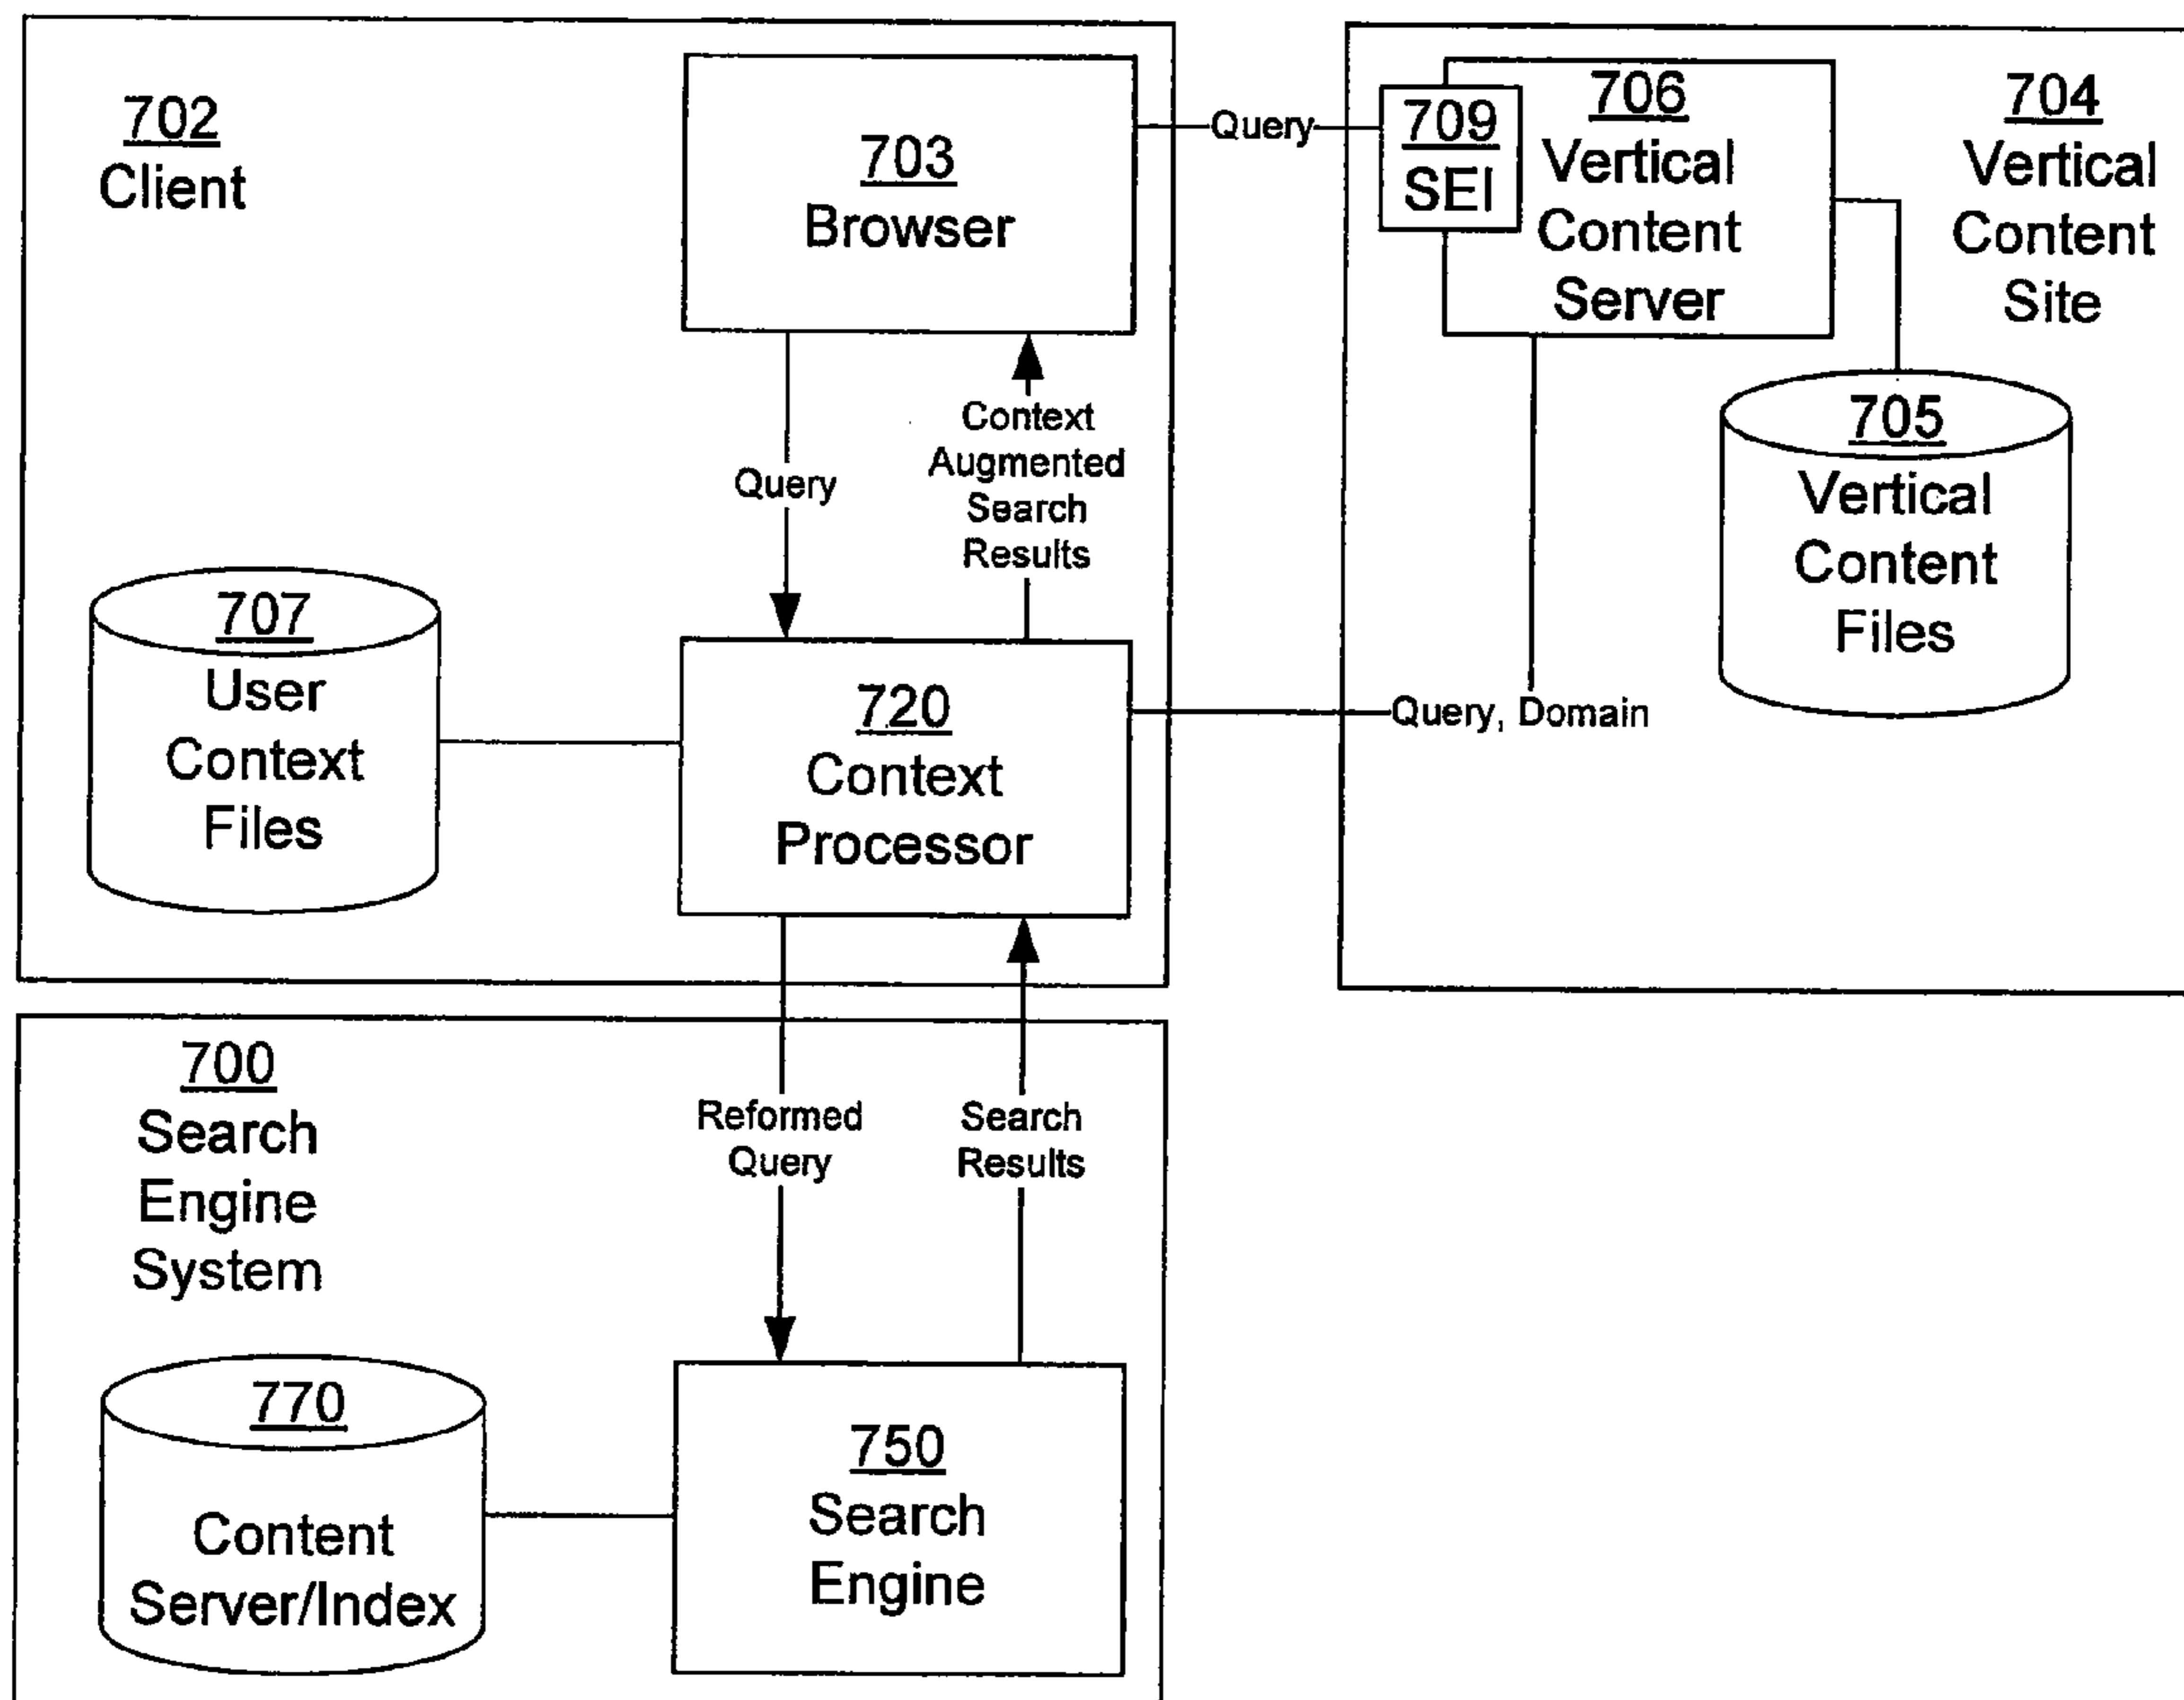 702
Client
703
Browser
Query
709
SEI
706
Vertical
Content
Server
704
Vertical
Content
Site
705
Vertical
Content
Files
Query
Context
Augmented
Search
Results
707
User
Context
Files
720
Context
Processor
Query, Domain
700
Search
Engine
System
Reformed
Query
Search
Results
770
Content
Server/Index
750
Search
Engine